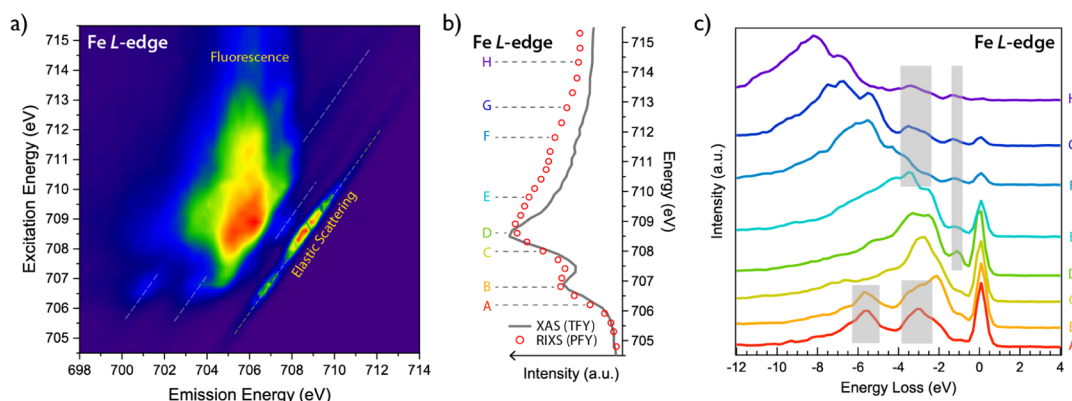 a)
Fe L-edge
Fluorescence
Elastic Scattering
Excitation Energy (eV)
715
714
713
712
711
710
709
708
707
706
705
698 700 702 704 706 708 710 712 714
Emission Energy (eV)
b)
Fe L-edge
H
G
F
E
D
C
B
A
XAS (TFY)
RIXS (PFY)
Intensity (a.u.)
715
714
713
712
711
710
709
708
707
706
705
Energy (eV)
c)
Fe L-edge
Intensity (a.u.)
H
G
F
E
D
C
B
A
-12 -10 -8 -6 -4 -2 0 2 4
Energy Loss (eV)